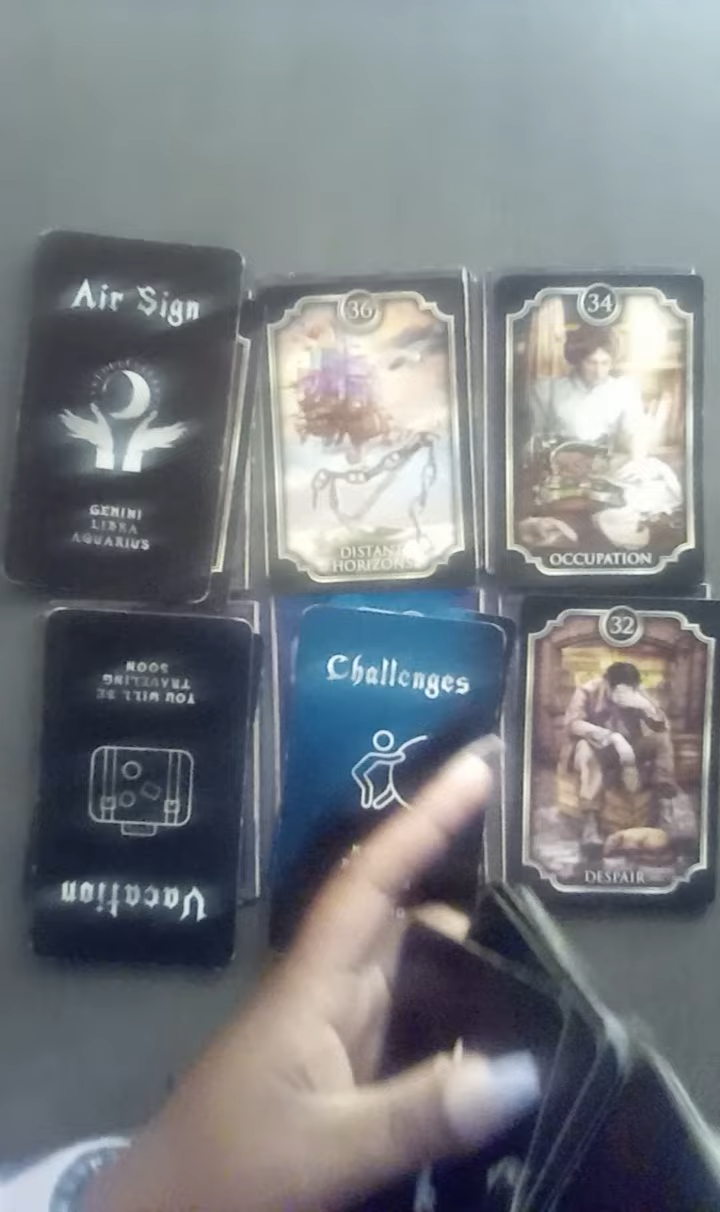 Air Sign
GEMINI
LIBRA
AQUARIUS
36
DISTANT
HORIZONS
34
OCCUPATION
Vacation
YOU WILL BE
TRAVELING
SOON
Challenges
32
DESPAIR